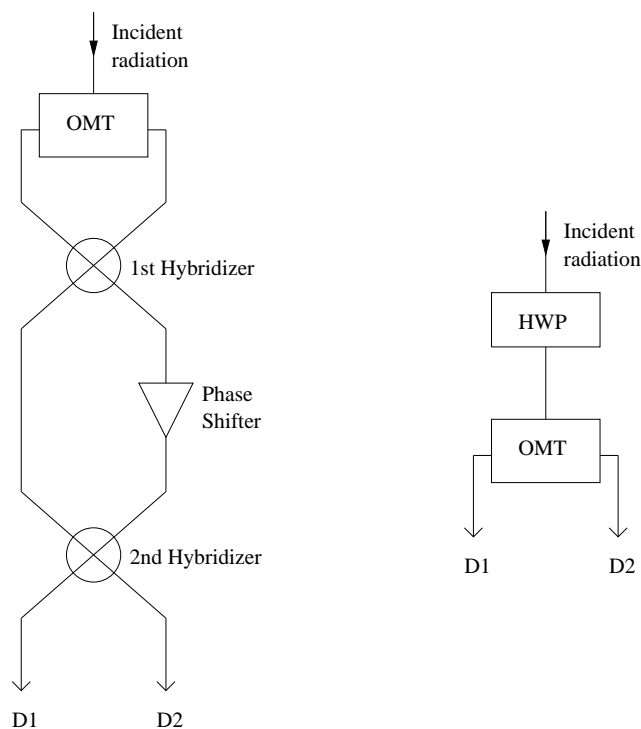 Incident
radiation
OMT
1st Hybridizer
Phase
Shifter
2nd Hybridizer
D1
D2
Incident
radiation
HWP
OMT
D1
D2